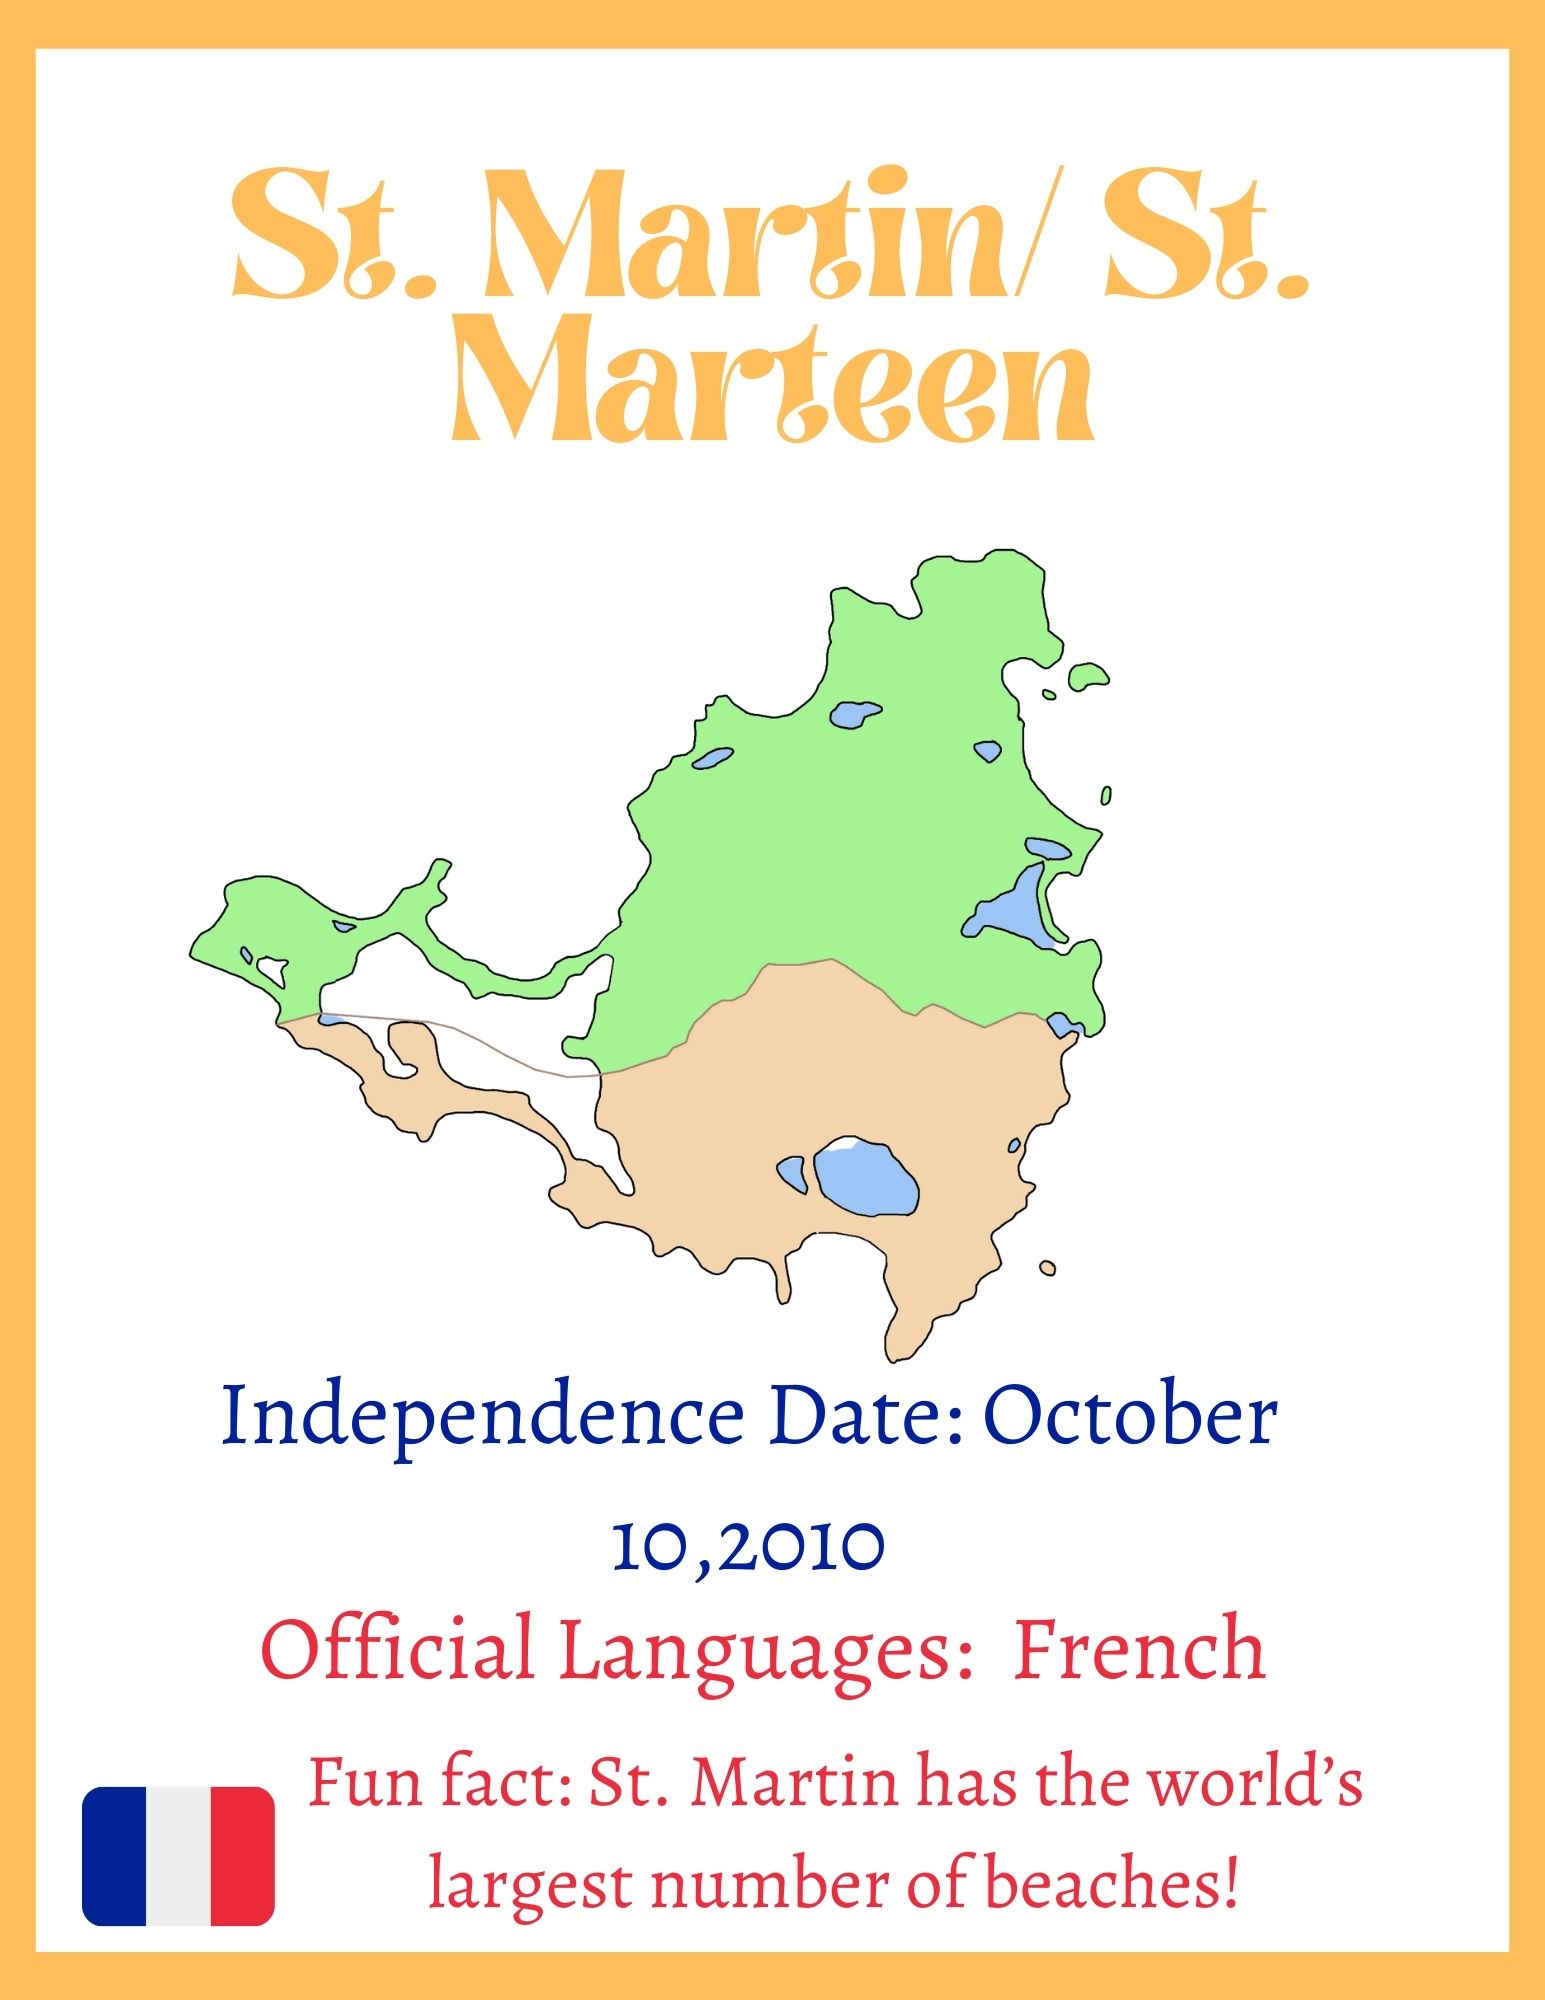 St. Martin/ St.
Marteen
Independence Date: October
10,2010
Official Languages:  French
Fun fact: St. Martin has the world’s
largest number of beaches!